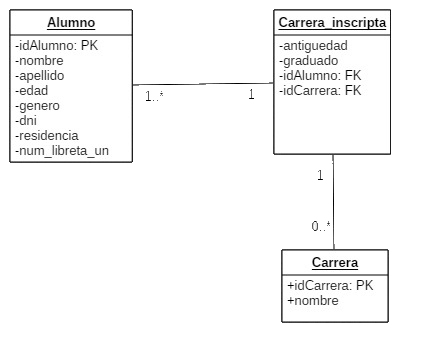 Alumno
-idAlumno: PK
-nombre
-apellido
-edad
-genero
-dni
-residencia
-num_libreta_un
1..*
1
Carrera_inscripta
-antiguedad
-graduado
-idAlumno: FK
-idCarrera: FK
1
0..*
Carrera
+idCarrera: PK
+nombre